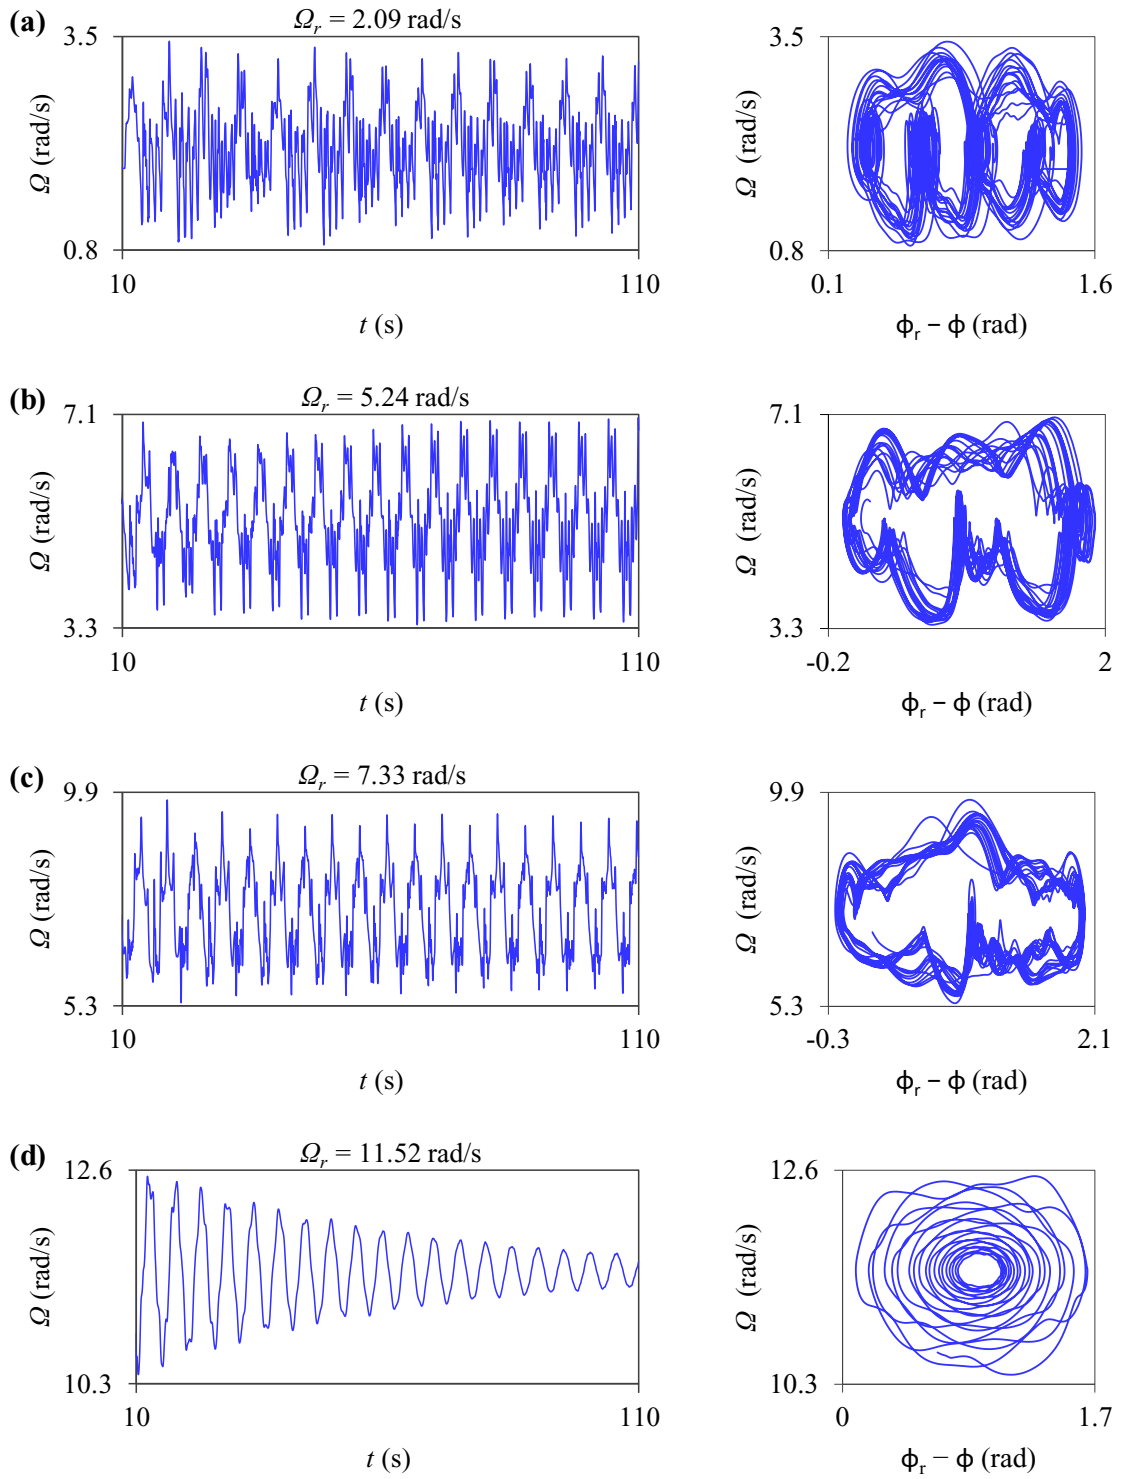 (a)
Ω_r = 2.09 rad/s
3.5
0.8
Ω (rad/s)
10
110
t (s)
3.5
0.8
Ω (rad/s)
0.1
1.6
ϕ_r − ϕ (rad)
(b)
Ω_r = 5.24 rad/s
7.1
3.3
Ω (rad/s)
10
110
t (s)
7.1
3.3
Ω (rad/s)
-0.2
2
ϕ_r − ϕ (rad)
(c)
Ω_r = 7.33 rad/s
9.9
5.3
Ω (rad/s)
10
110
t (s)
9.9
5.3
Ω (rad/s)
-0.3
2.1
ϕ_r − ϕ (rad)
(d)
Ω_r = 11.52 rad/s
12.6
10.3
Ω (rad/s)
10
110
t (s)
12.6
10.3
Ω (rad/s)
0
1.7
ϕ_r − ϕ (rad)